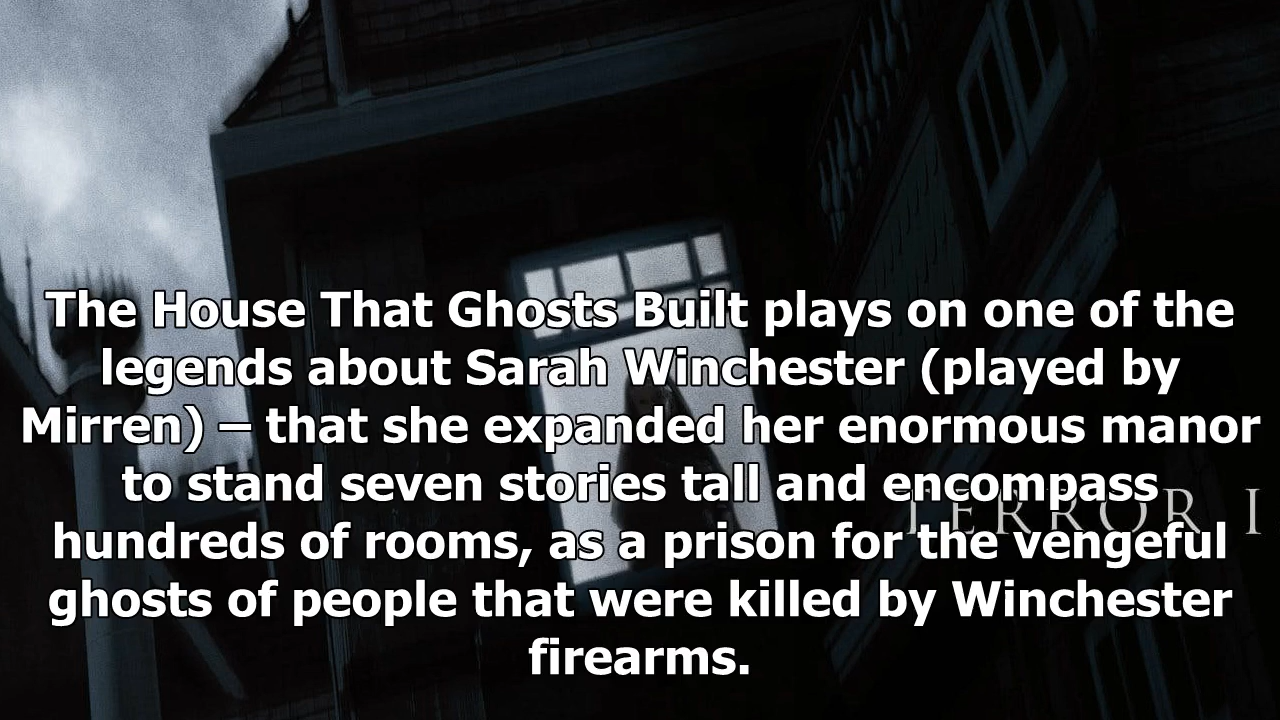 The House That Ghosts Built plays on one of the
legends about Sarah Winchester (played by
Mirren) – that she expanded her enormous manor
to stand seven stories tall and encompass
TERROR I
hundreds of rooms, as a prison for the vengeful
ghosts of people that were killed by Winchester
firearms.